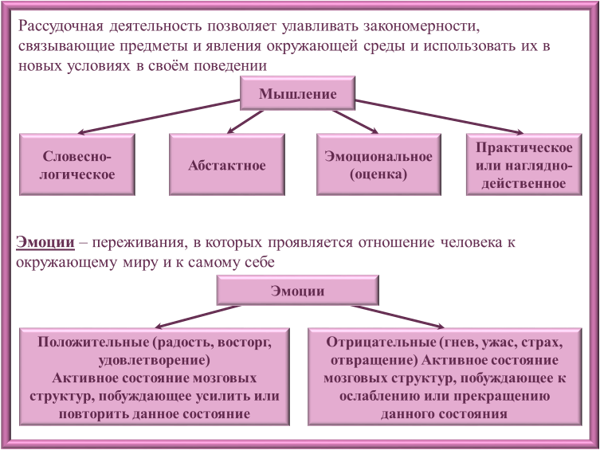 Рассудочная деятельность позволяет улавливать закономерности,
связывающие предметы и явления окружающей среды и использовать их в
новых условиях в своём поведении
Мышление
Словесно-
логическое
Абстактное
Эмоциональное
(оценка)
Практическое
или наглядно-
действенное
Эмоции – переживания, в которых проявляется отношение человека к
окружающему миру и к самому себе
Эмоции
Положительные (радость, восторг,
удовлетворение)
Активное состояние мозговых
структур, побуждающее усилить или
повторить данное состояние
Отрицательные (гнев, ужас, страх,
отвращение) Активное состояние
мозговых структур, побуждающее к
ослаблению или прекращению
данного состояния